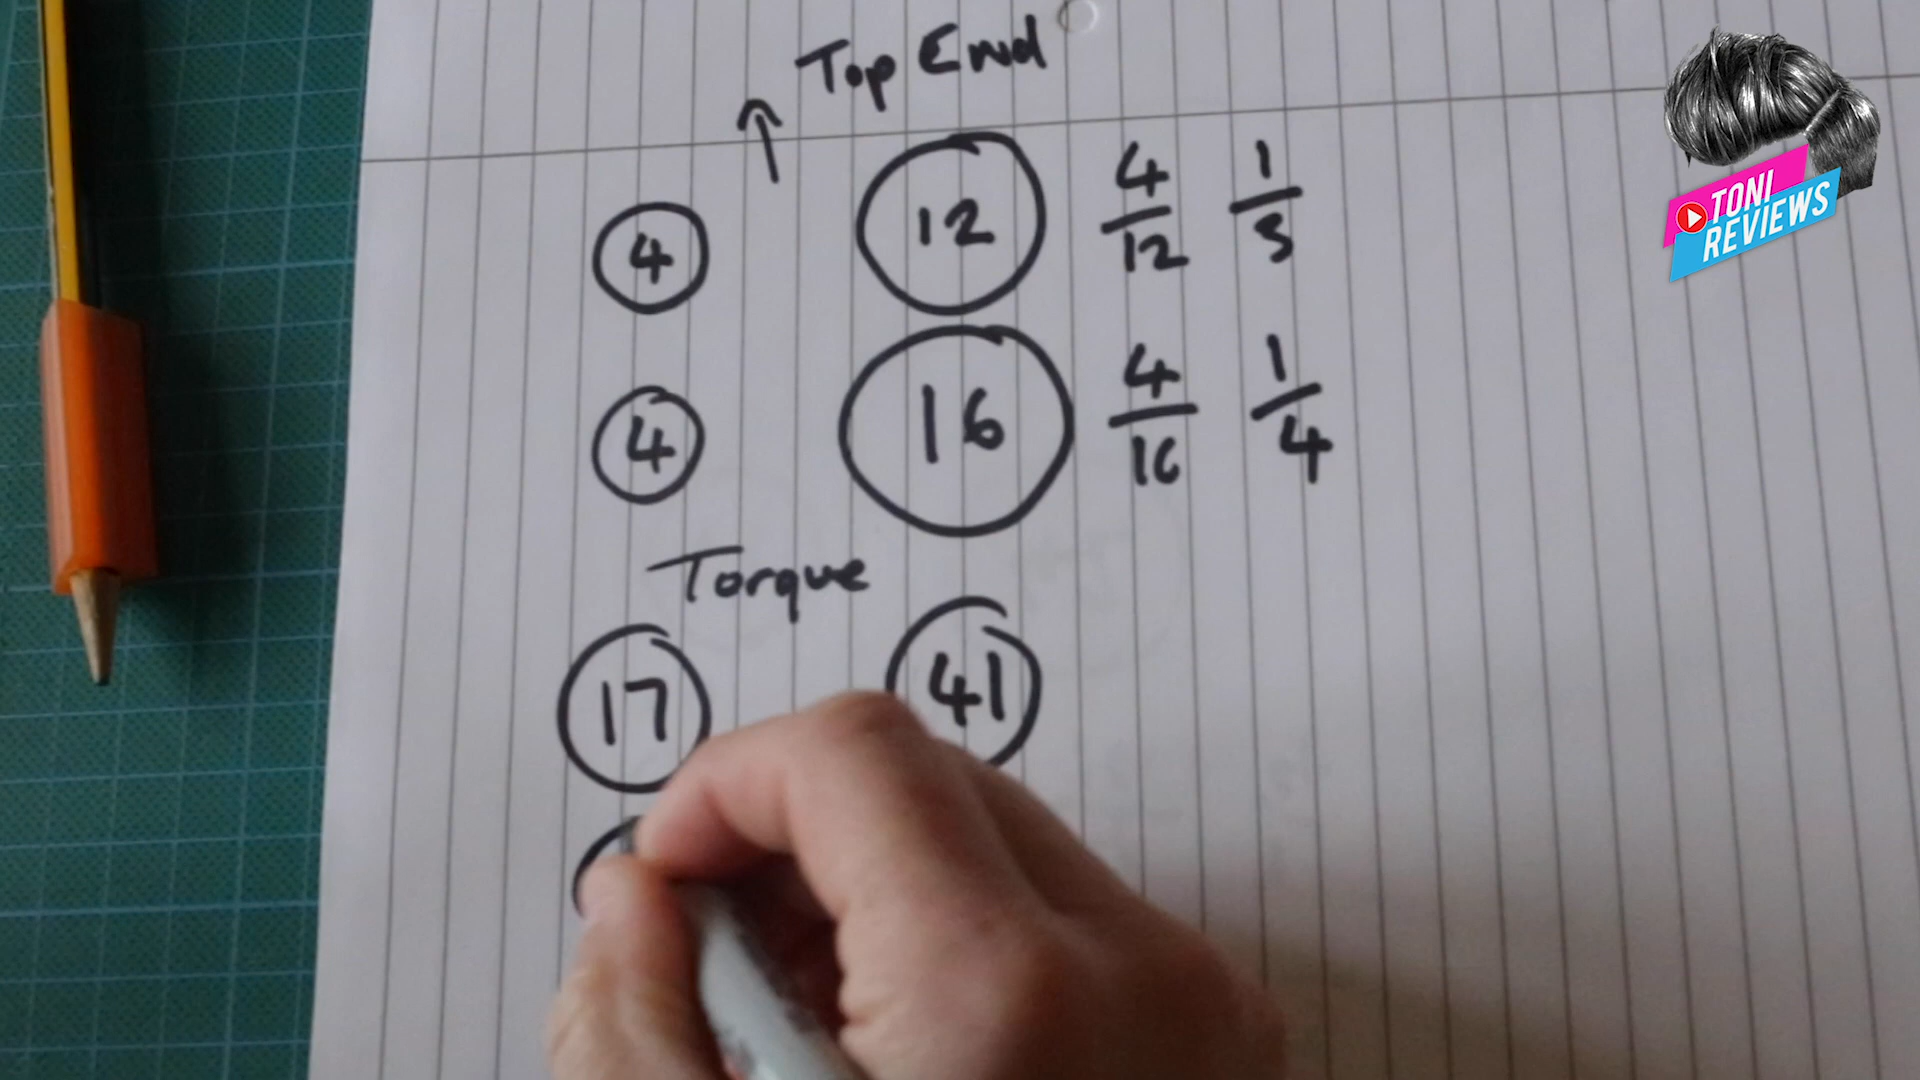 Top End
↑
4 12 4/12 1/3
4 16 4/16 1/4
Torque
17 41
TONI
REVIEWS